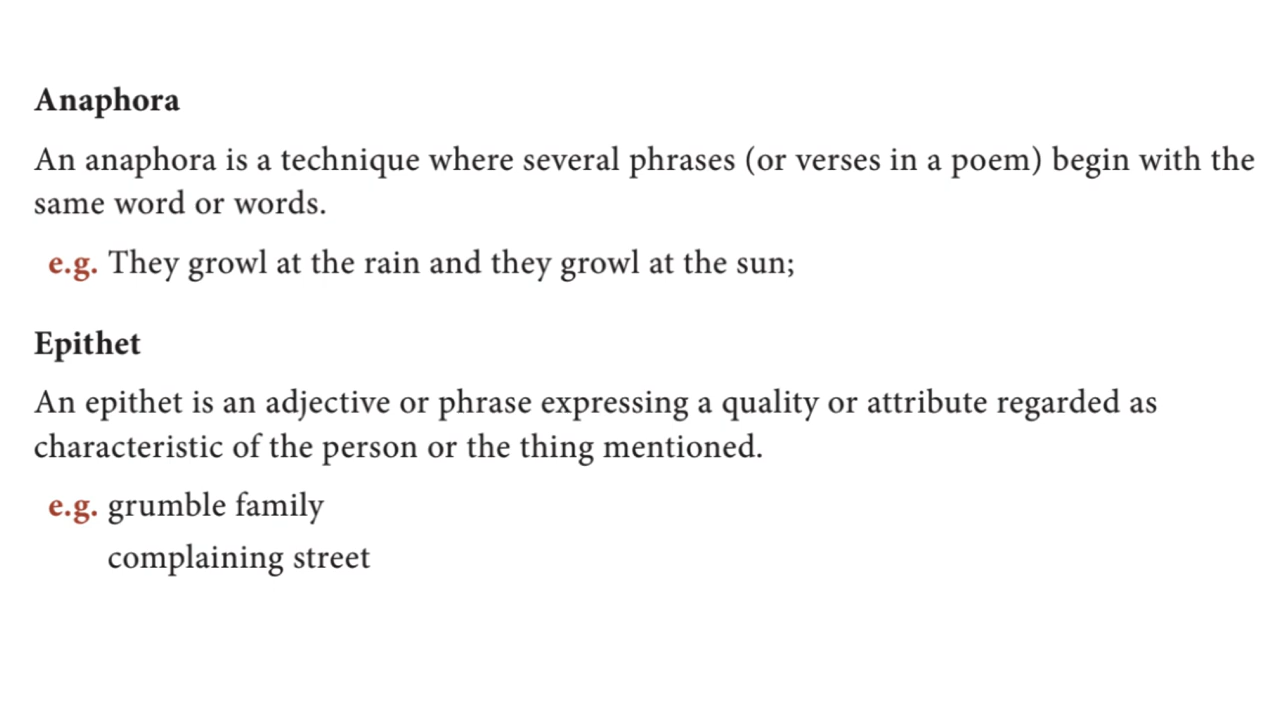 Anaphora
An anaphora is a technique where several phrases (or verses in a poem) begin with the
same word or words.
e.g. They growl at the rain and they growl at the sun;
Epithet
An epithet is an adjective or phrase expressing a quality or attribute regarded as
characteristic of the person or the thing mentioned.
e.g. grumble family
complaining street